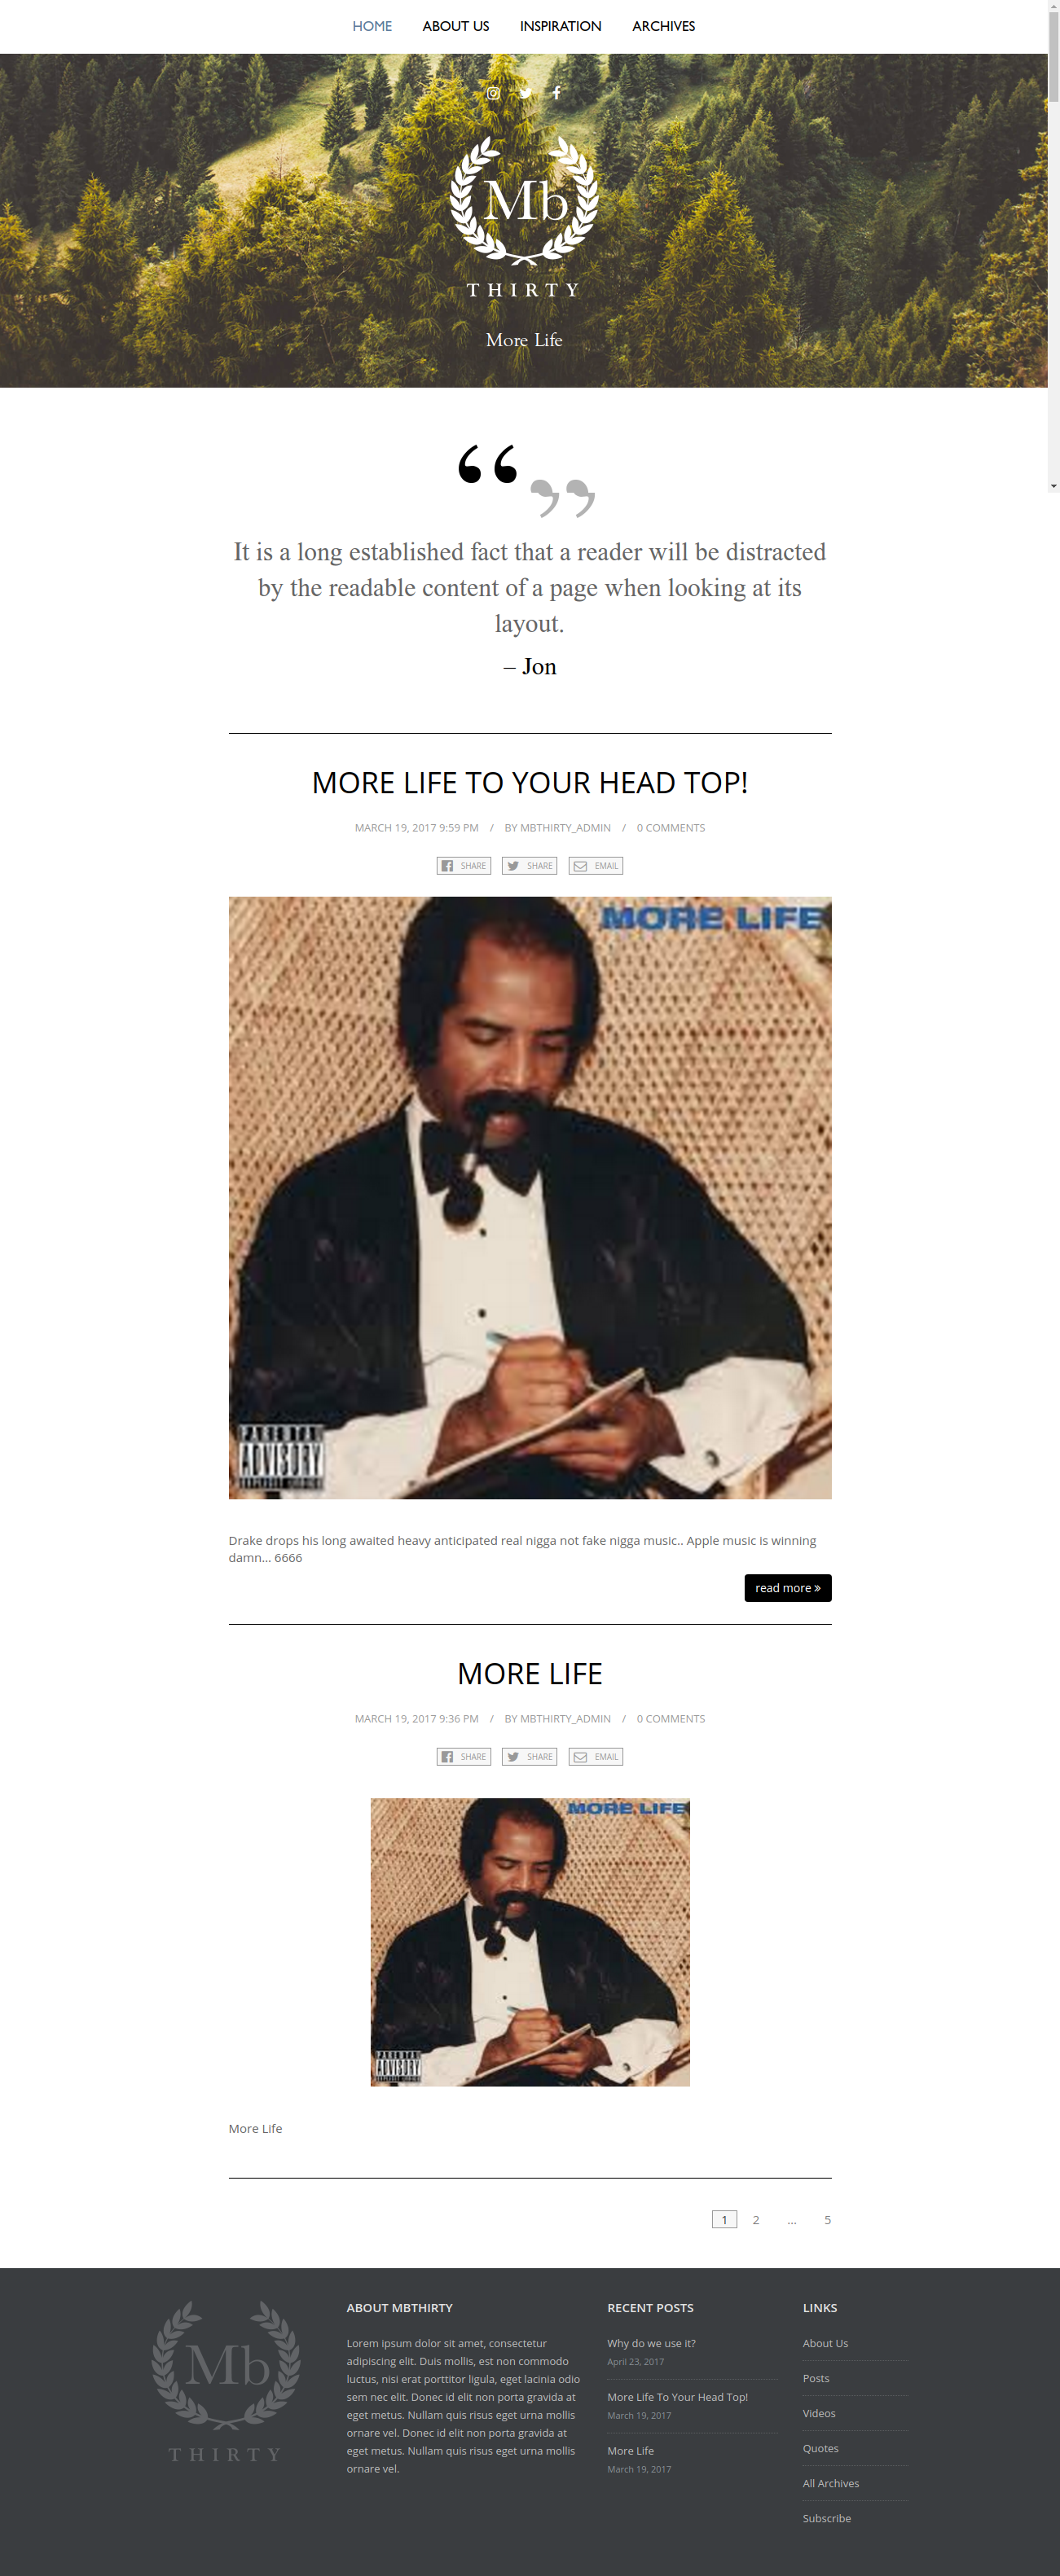 HOME ABOUT US INSPIRATION ARCHIVES
Mb
THIRTY
More Life
“ ”
It is a long established fact that a reader will be distracted
by the readable content of a page when looking at its
layout.
– Jon
MORE LIFE TO YOUR HEAD TOP!
MARCH 19, 2017 9:59 PM / BY MBTHIRTY_ADMIN / 0 COMMENTS
SHARE SHARE EMAIL
MORE LIFE
PARENTAL
ADVISORY
EXPLICIT LYRICS
Drake drops his long awaited heavy anticipated real nigga not fake nigga music.. Apple music is winning
damn... 6666
read more »
MORE LIFE
MARCH 19, 2017 9:36 PM / BY MBTHIRTY_ADMIN / 0 COMMENTS
SHARE SHARE EMAIL
MORE LIFE
PARENTAL
ADVISORY
EXPLICIT LYRICS
More Life
1 2 ... 5
Mb
THIRTY
ABOUT MBTHIRTY
Lorem ipsum dolor sit amet, consectetur
adipiscing elit. Duis mollis, est non commodo
luctus, nisi erat porttitor ligula, eget lacinia odio
sem nec elit. Donec id elit non porta gravida at
eget metus. Nullam quis risus eget urna mollis
ornare vel. Donec id elit non porta gravida at
eget metus. Nullam quis risus eget urna mollis
ornare vel.
RECENT POSTS
Why do we use it?
April 23, 2017
More Life To Your Head Top!
March 19, 2017
More Life
March 19, 2017
LINKS
About Us
Posts
Videos
Quotes
All Archives
Subscribe